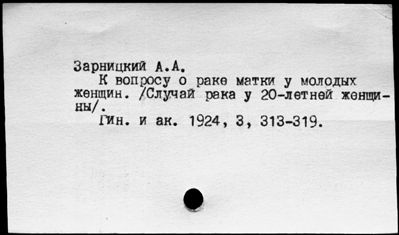 Зарницкий А.А.
К вопросу о раке матки у молодых
женщин. /Случай рака у 20-летней женщи-
ны/.
Гин. и ак. 1924, 3, 313-319.